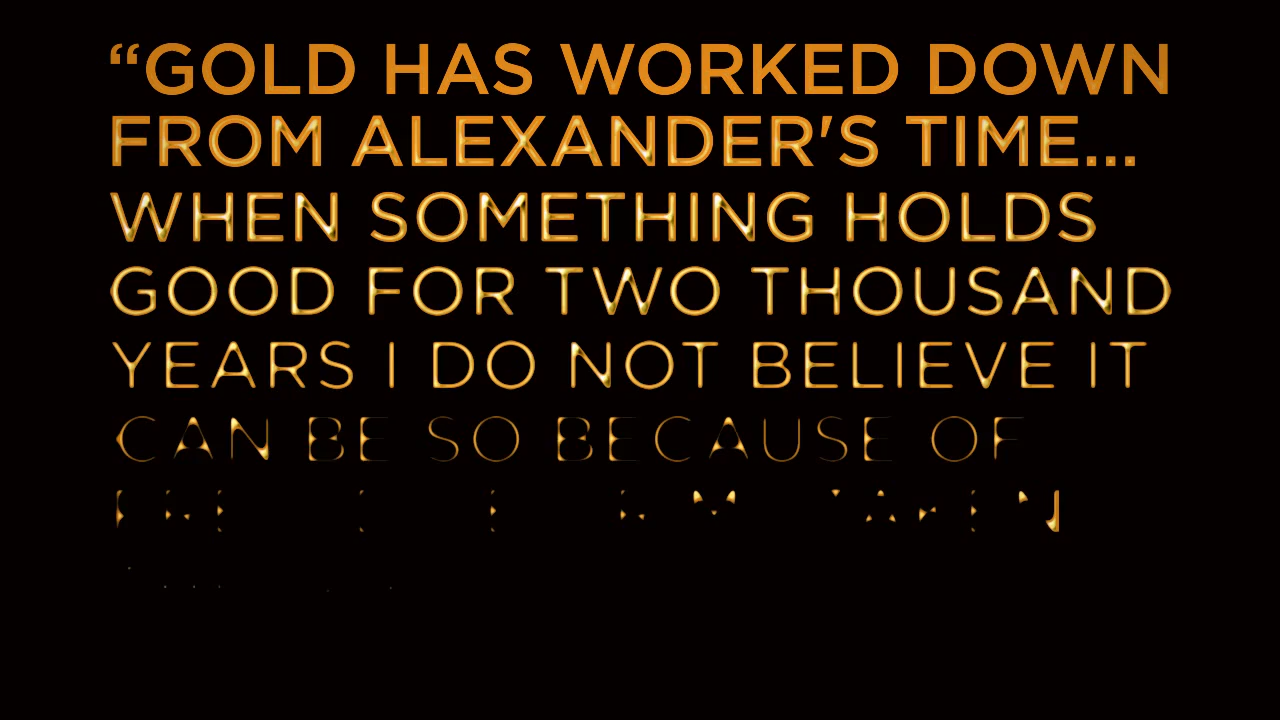 “GOLD HAS WORKED DOWN
FROM ALEXANDER'S TIME...
WHEN SOMETHING HOLDS
GOOD FOR TWO THOUSAND
YEARS I DO NOT BELIEVE IT
CAN BE SO BECAUSE OF